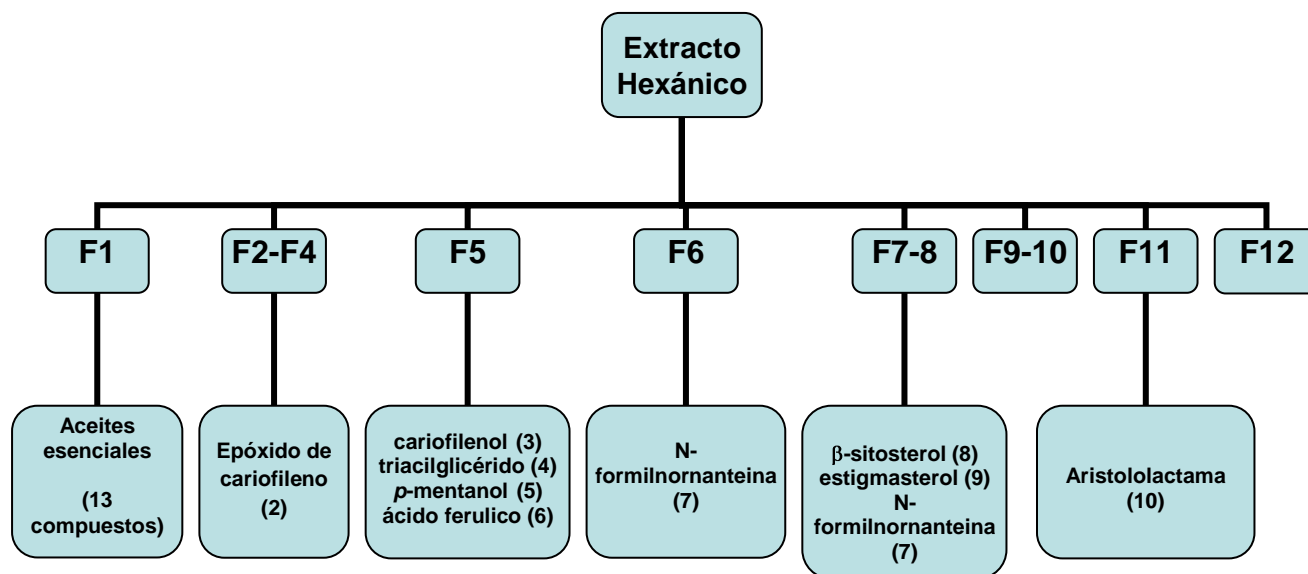 Extracto
Hexánico
F1
F2-F4
F5
F6
F7-8
F9-10
F11
F12
Aceites
esenciales
(13
compuestos)
Epóxido de
cariofileno
(2)
cariofilenol (3)
triacilglicérido (4)
p-mentanol (5)
ácido ferulico (6)
N-
formilnornanteina
(7)
β-sitosterol (8)
estigmasterol (9)
N-
formilnornanteina
(7)
Aristololactama
(10)